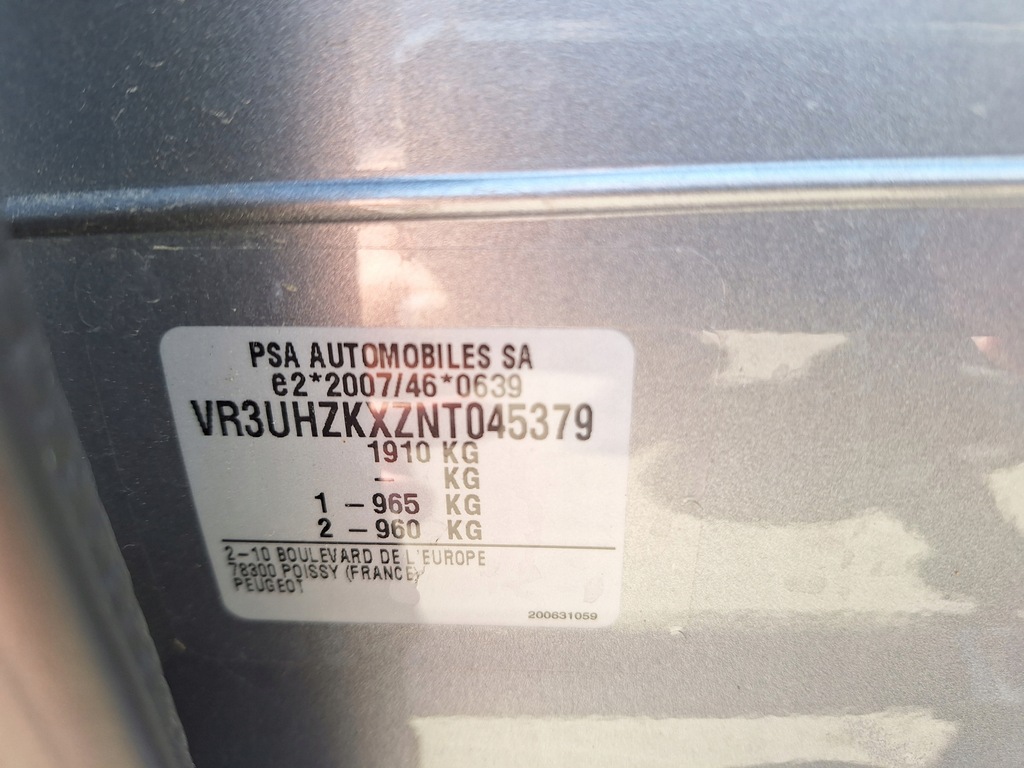 PSA AUTOMOBILES SA
e2*2007/46*0639
VR3UHZKXZNT045379
1910 KG
– KG
1 – 965 KG
2 – 960 KG
2–10 BOULEVARD DE L'EUROPE
78300 POISSY (FRANCE)
PEUGEOT
200631059